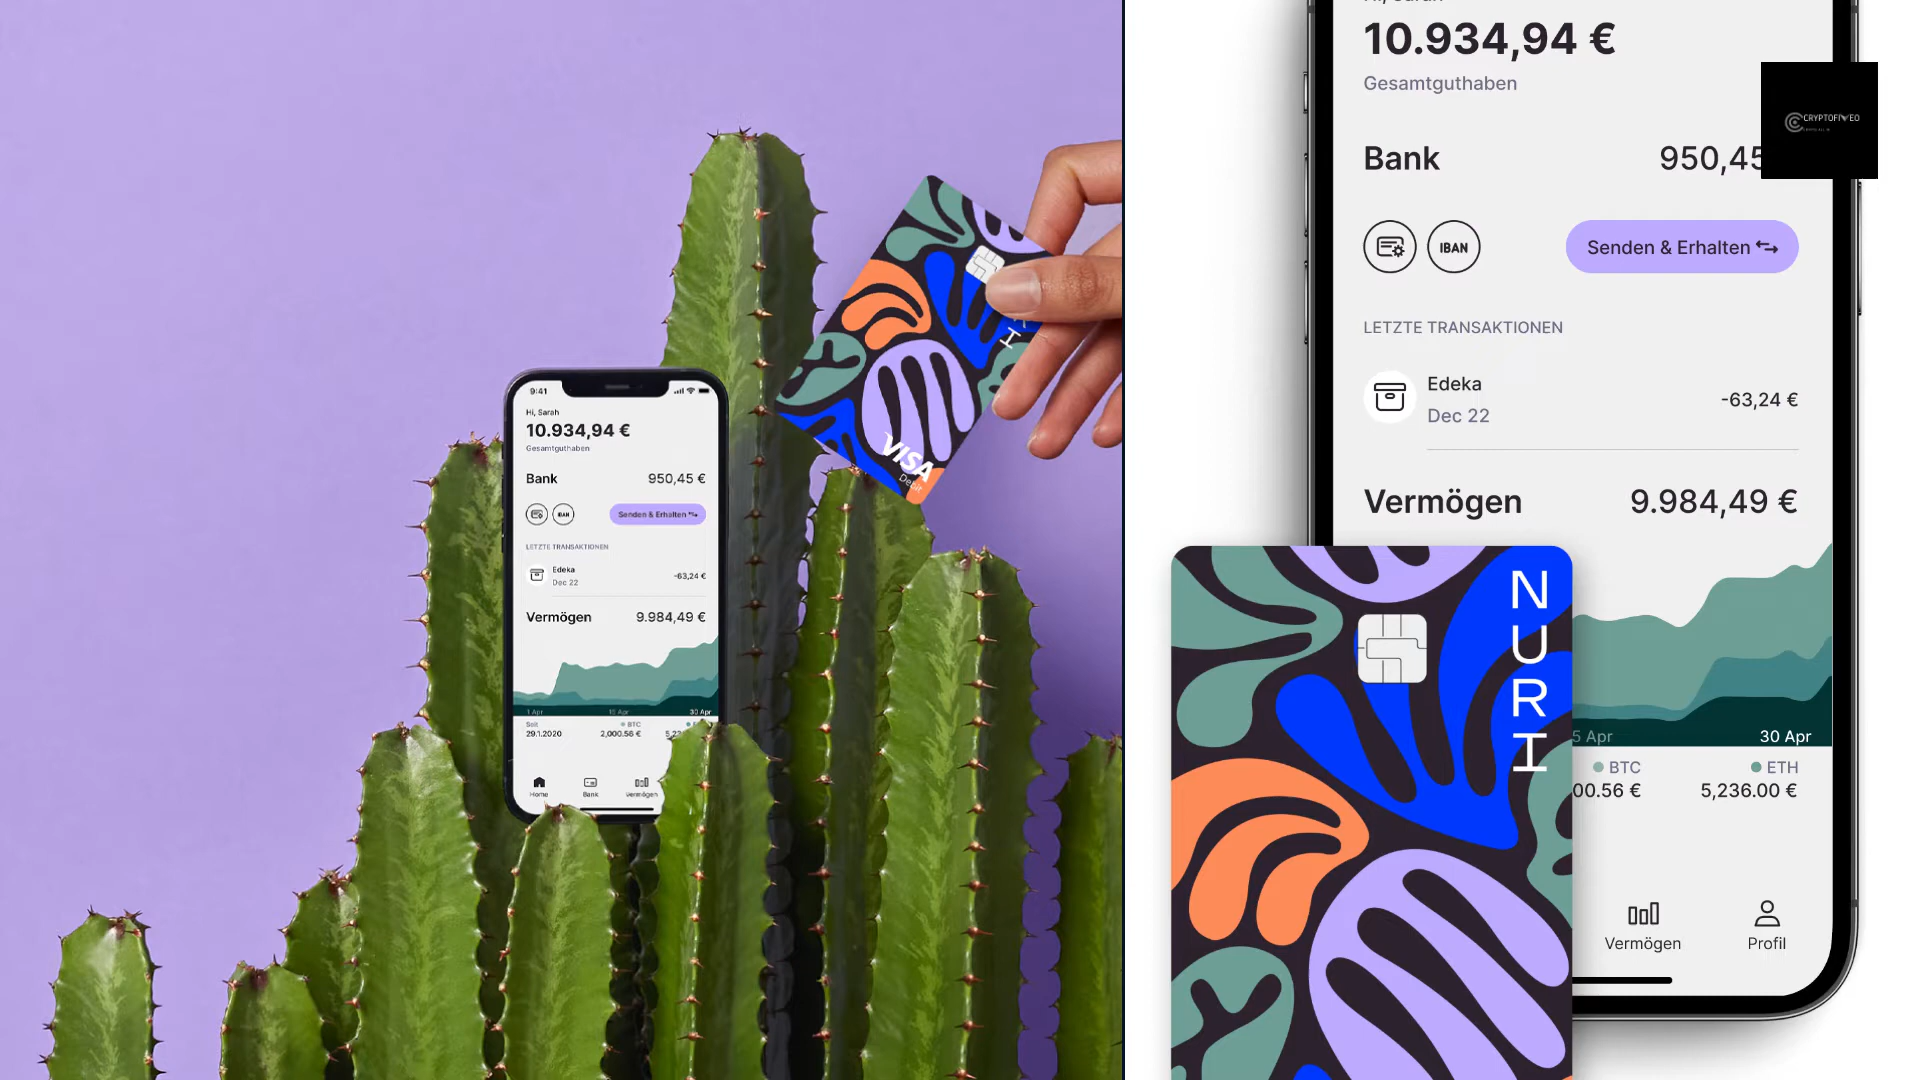 9:41
Hi, Sarah
10.934,94 €
Gesamtguthaben
Bank 950,45 €
IBAN
Senden & Erhalten
LETZTE TRANSAKTIONEN
Edeka
Dec 22
-63,24 €
Vermögen 9.984,49 €
1 Apr 15 Apr 30 Apr
Seit
29.1.2020
BTC
2,000.56 €
Home Bank Vermögen
VISA
Debit
10.934,94 €
Gesamtguthaben
Bank 950,45
IBAN
Senden & Erhalten
LETZTE TRANSAKTIONEN
Edeka
Dec 22
-63,24 €
Vermögen 9.984,49 €
NURI
5 Apr 30 Apr
BTC ETH
00.56 € 5,236.00 €
Vermögen Profil
CRYPTOFIVEO